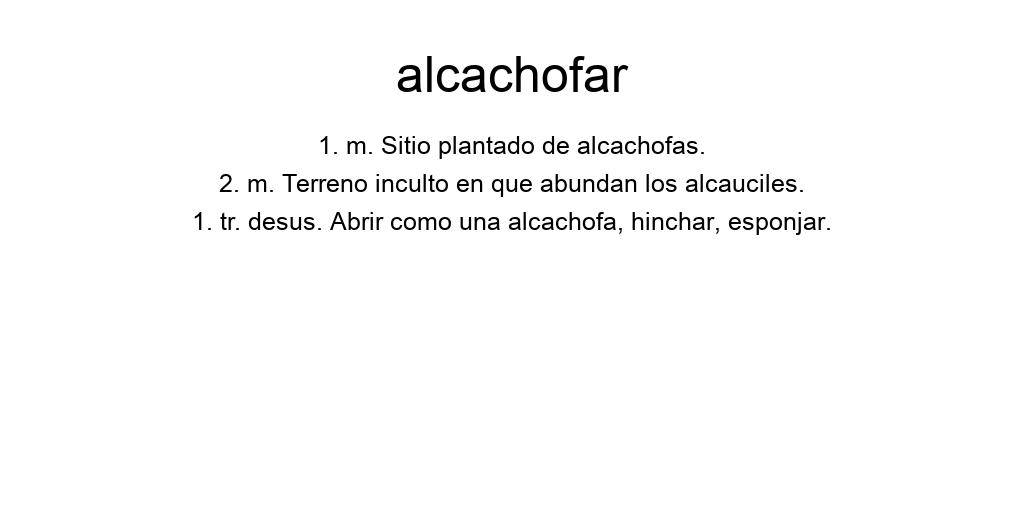 alcachofar
1. m. Sitio plantado de alcachofas.
2. m. Terreno inculto en que abundan los alcauciles.
1. tr. desus. Abrir como una alcachofa, hinchar, esponjar.